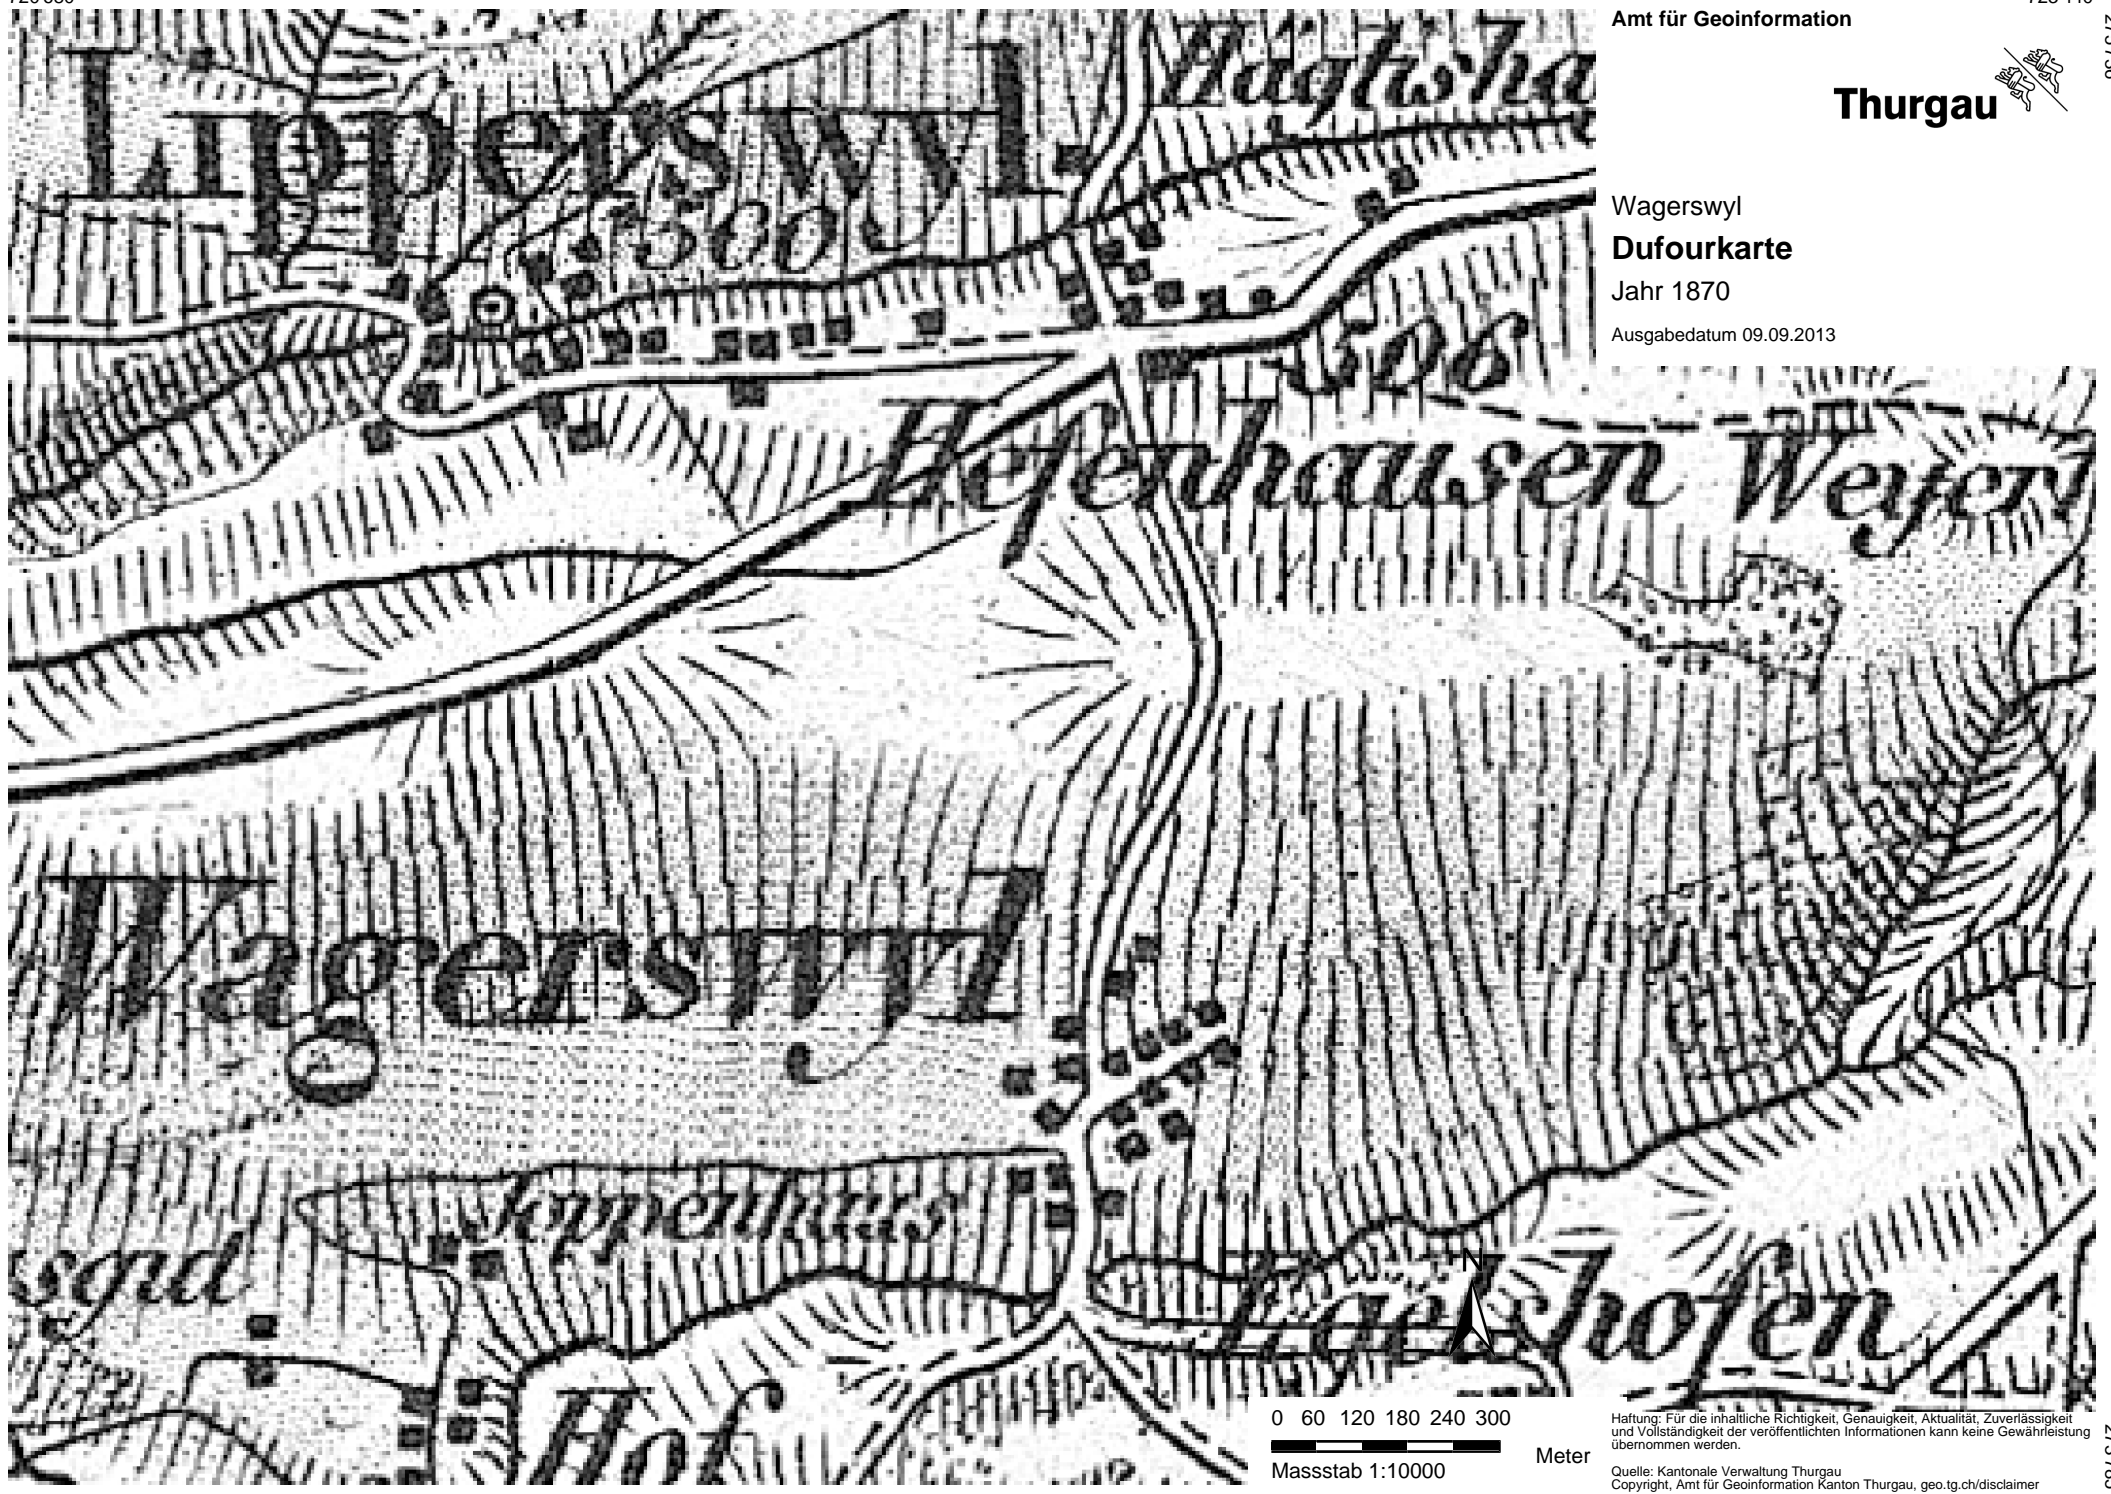 Amt für Geoinformation
Thurgau
Wagerswyl
Dufourkarte
Jahr 1870
Ausgabedatum 09.09.2013
Lipperswyl
500
506
Hefenhausen
Wagerswyl
Hof
N
0 60 120 180 240 300
Meter
Massstab 1:10000
Haftung: Für die inhaltliche Richtigkeit, Genauigkeit, Aktualität, Zuverlässigkeit
und Vollständigkeit der veröffentlichten Informationen kann keine Gewährleistung
übernommen werden.
Quelle: Kantonale Verwaltung Thurgau
Copyright, Amt für Geoinformation Kanton Thurgau, geo.tg.ch/disclaimer